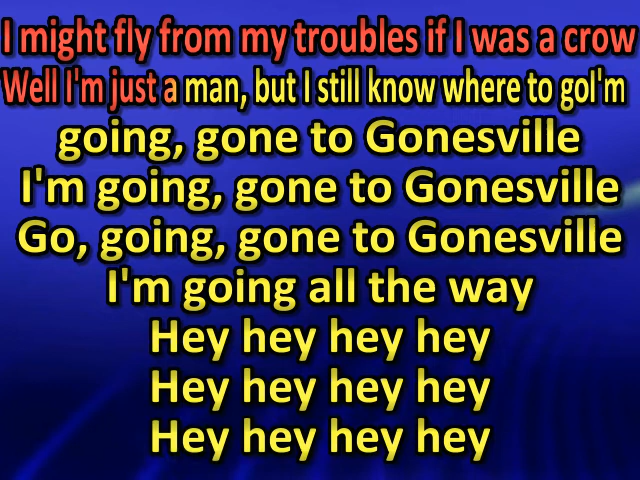 I might fly from my troubles if I was a crow
Well I'm just a man, but I still know where to goI'm
going, gone to Gonesville
I'm going, gone to Gonesville
Go, going, gone to Gonesville
I'm going all the way
Hey hey hey hey
Hey hey hey hey
Hey hey hey hey